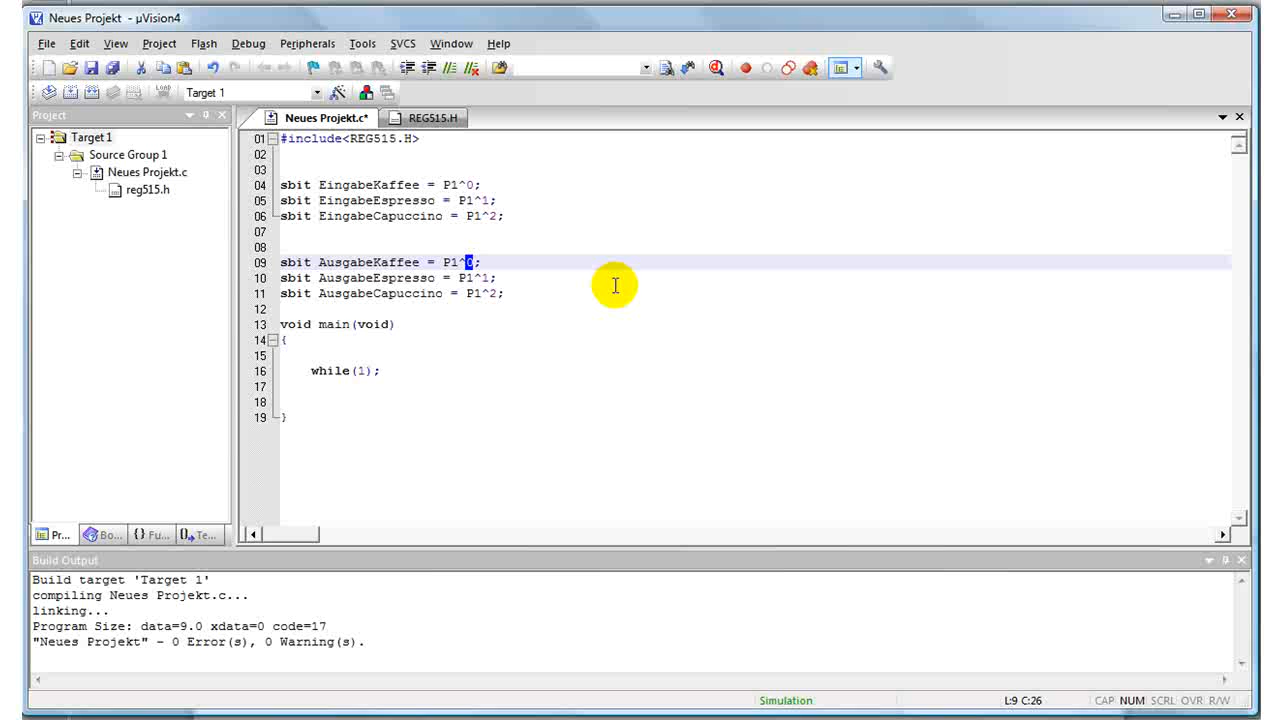 Neues Projekt - µVision4
File Edit View Project Flash Debug Peripherals Tools SVCS Window Help
LOAD Target 1
Project
Neues Projekt.c* REG515.H
Target 1
Source Group 1
Neues Projekt.c
reg515.h
01 #include<REG515.H>
02
03
04 sbit EingabeKaffee = P1^0;
05 sbit EingabeEspresso = P1^1;
06 sbit EingabeCapuccino = P1^2;
07
08
09 sbit AusgabeKaffee = P1^0;
10 sbit AusgabeEspresso = P1^1;
11 sbit AusgabeCapuccino = P1^2;
12
13 void main(void)
14 {
15
16 while(1);
17
18
19 }
Pr... Bo... {} Fu... Te...
Build Output
Build target 'Target 1'
compiling Neues Projekt.c...
linking...
Program Size: data=9.0 xdata=0 code=17
"Neues Projekt" - 0 Error(s), 0 Warning(s).
Simulation L:9 C:26 CAP NUM SCRL OVR R/W